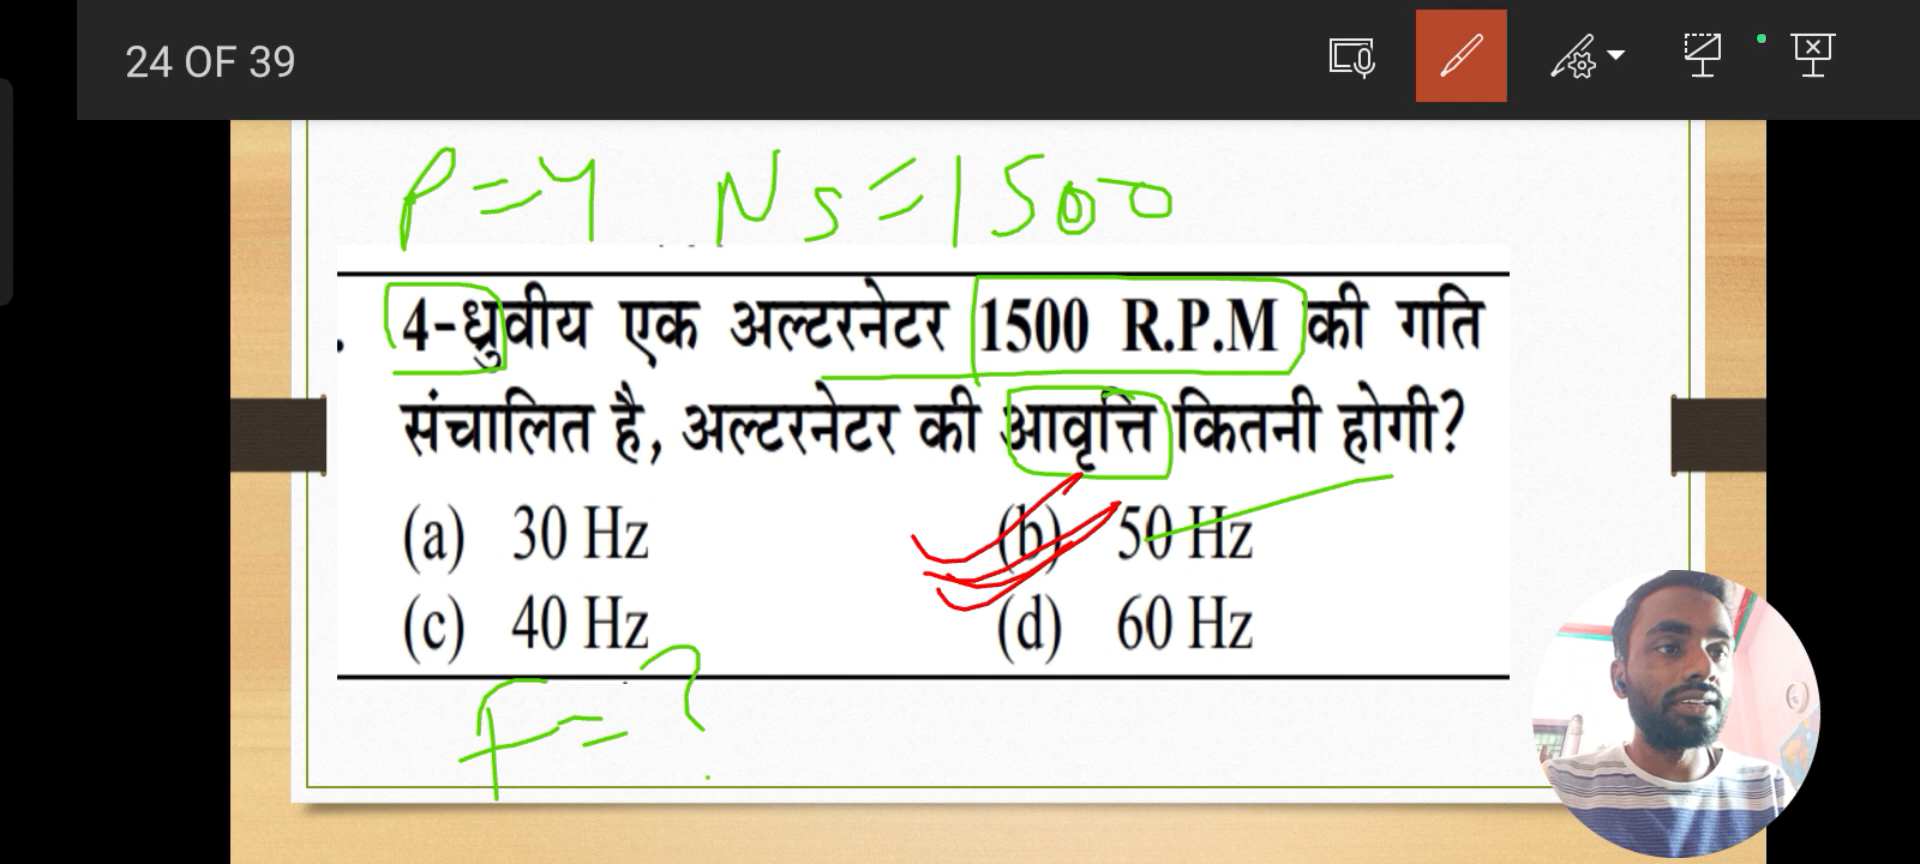 24 OF 39
P=4 Ns=1500
4-ध्रुवीय एक अल्टरनेटर 1500 R.P.M की गति
संचालित है, अल्टरनेटर की आवृत्ति कितनी होगी?
(a) 30 Hz (b) 50 Hz
(c) 40 Hz (d) 60 Hz
F=?